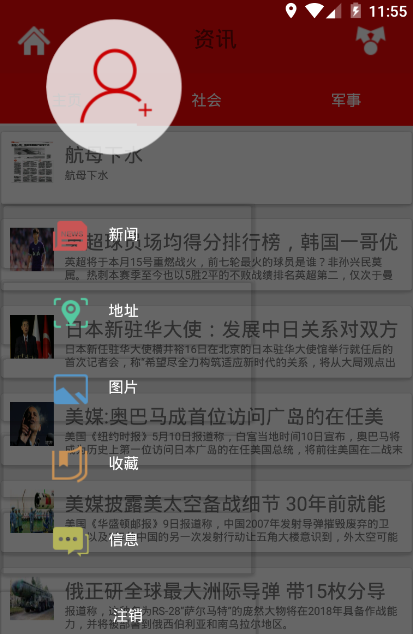 11:55
资讯
社会
军事
航母下水
航母下水
新闻
超球员场均得分排行榜，韩国一哥优
英超将于本月15号重燃战火，前七轮最火的球员是谁？非孙兴民莫
属。热刺本赛季至今也以5胜2平的不败战绩排名英超第二，仅次于曼
地址
日本新驻华大使：发展中日关系对双方
日本新任驻华大使横井裕16日在北京的日本驻华大使馆举行就任后的
首次记者会，称“希望尽全力构筑适应新时代的关系，将从大局观点出
图片
美媒:奥巴马成首位访问广岛的在任美
美国《纽约时报》5月10日报道称，白宫当地时间10日宣布，奥巴马将
成为历史上第一位访问日本广岛的在任美国总统，将前往美国在二战末
收藏
美媒披露美太空备战细节 30年前就能
美国《华盛顿邮报》9日报道称，中国2007年发射导弹摧毁废弃的卫
以及中国的另一次发射行动让五角大楼意识到，外太空可能
信息
俄正研全球最大洲际导弹 带15枚分导
报道称，这种名为RS-28“萨尔马特”的庞然大物将在2018年具备作战能
力，并将被部署到俄西伯利亚和南乌拉尔地区。
注销